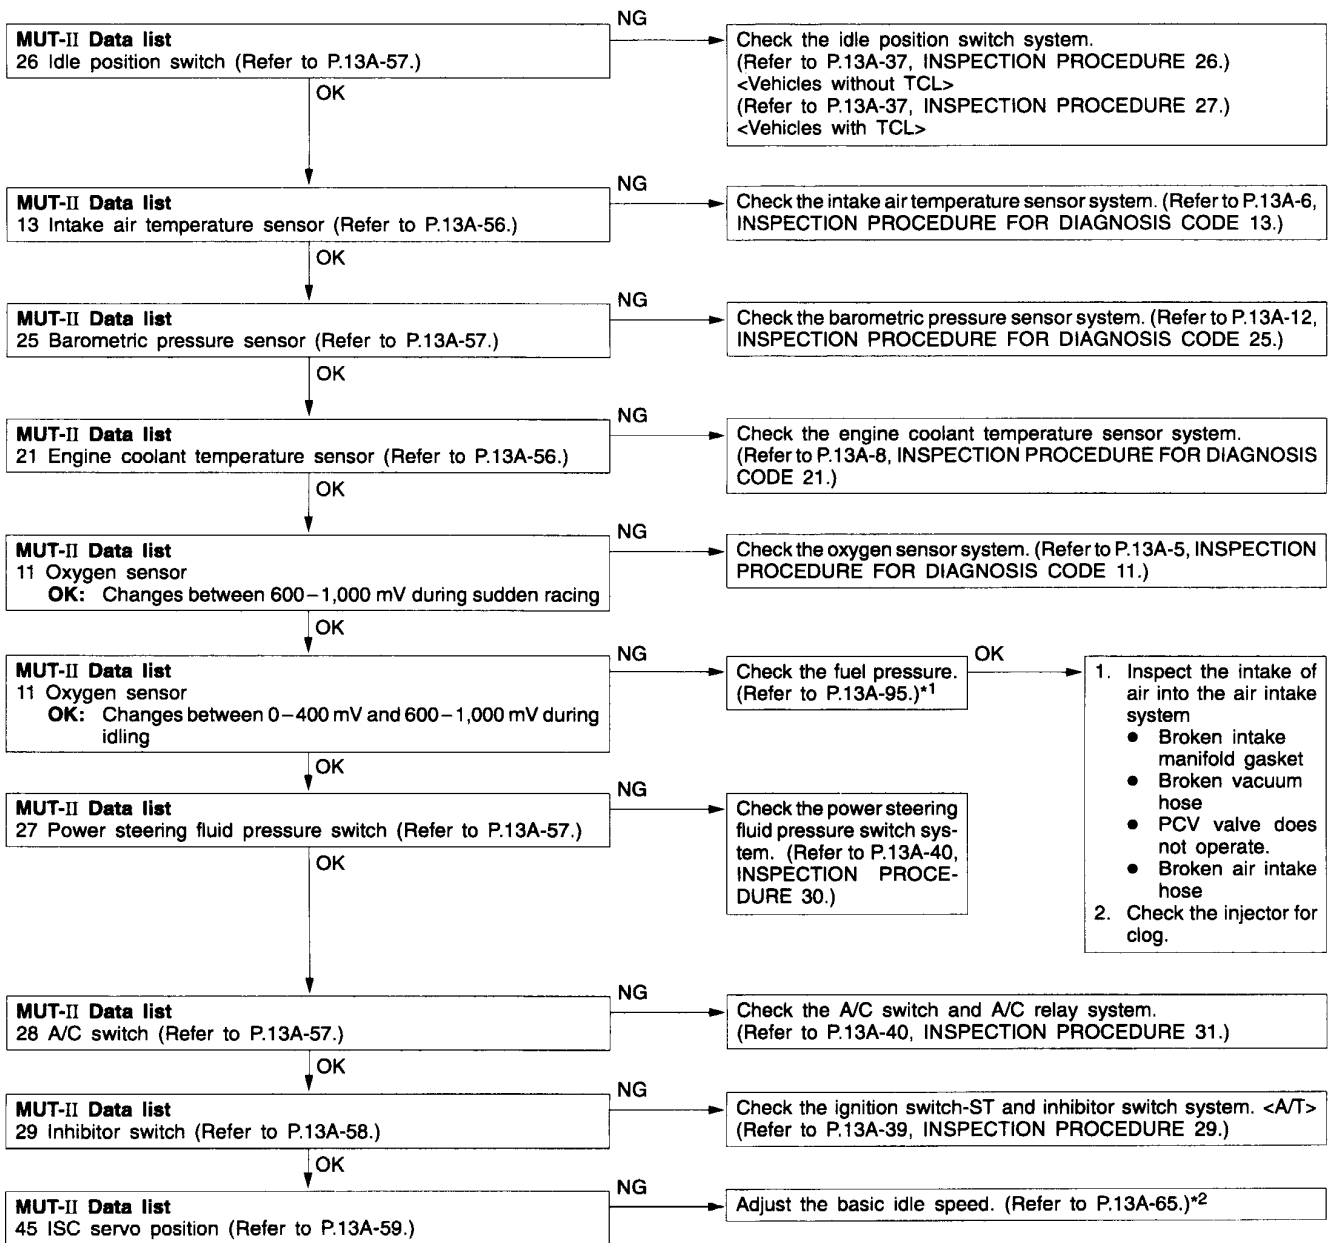 NG
MUT-II Data list
26 Idle position switch (Refer to P.13A-57.)
Check the idle position switch system.
(Refer to P.13A-37, INSPECTION PROCEDURE 26.)
<Vehicles without TCL>
(Refer to P.13A-37, INSPECTION PROCEDURE 27.)
<Vehicles with TCL>
OK
NG
MUT-II Data list
13 Intake air temperature sensor (Refer to P.13A-56.)
Check the intake air temperature sensor system. (Refer to P.13A-6,
INSPECTION PROCEDURE FOR DIAGNOSIS CODE 13.)
OK
NG
MUT-II Data list
25 Barometric pressure sensor (Refer to P.13A-57.)
Check the barometric pressure sensor system. (Refer to P.13A-12,
INSPECTION PROCEDURE FOR DIAGNOSIS CODE 25.)
OK
NG
MUT-II Data list
21 Engine coolant temperature sensor (Refer to P.13A-56.)
Check the engine coolant temperature sensor system.
(Refer to P.13A-8, INSPECTION PROCEDURE FOR DIAGNOSIS
CODE 21.)
OK
NG
MUT-II Data list
11 Oxygen sensor
OK: Changes between 600–1,000 mV during sudden racing
Check the oxygen sensor system. (Refer to P.13A-5, INSPECTION
PROCEDURE FOR DIAGNOSIS CODE 11.)
OK
NG
MUT-II Data list
11 Oxygen sensor
OK: Changes between 0–400 mV and 600–1,000 mV during
idling
Check the fuel pressure.
(Refer to P.13A-95.)*1
OK
1. Inspect the intake of
air into the air intake
system
● Broken intake
manifold gasket
● Broken vacuum
hose
● PCV valve does
not operate.
● Broken air intake
hose
2. Check the injector for
clog.
OK
NG
MUT-II Data list
27 Power steering fluid pressure switch (Refer to P.13A-57.)
Check the power steering
fluid pressure switch sys-
tem. (Refer to P.13A-40,
INSPECTION PROCE-
DURE 30.)
OK
NG
MUT-II Data list
28 A/C switch (Refer to P.13A-57.)
Check the A/C switch and A/C relay system.
(Refer to P.13A-40, INSPECTION PROCEDURE 31.)
OK
NG
MUT-II Data list
29 Inhibitor switch (Refer to P.13A-58.)
Check the ignition switch-ST and inhibitor switch system. <A/T>
(Refer to P.13A-39, INSPECTION PROCEDURE 29.)
OK
NG
MUT-II Data list
45 ISC servo position (Refer to P.13A-59.)
Adjust the basic idle speed. (Refer to P.13A-65.)*2